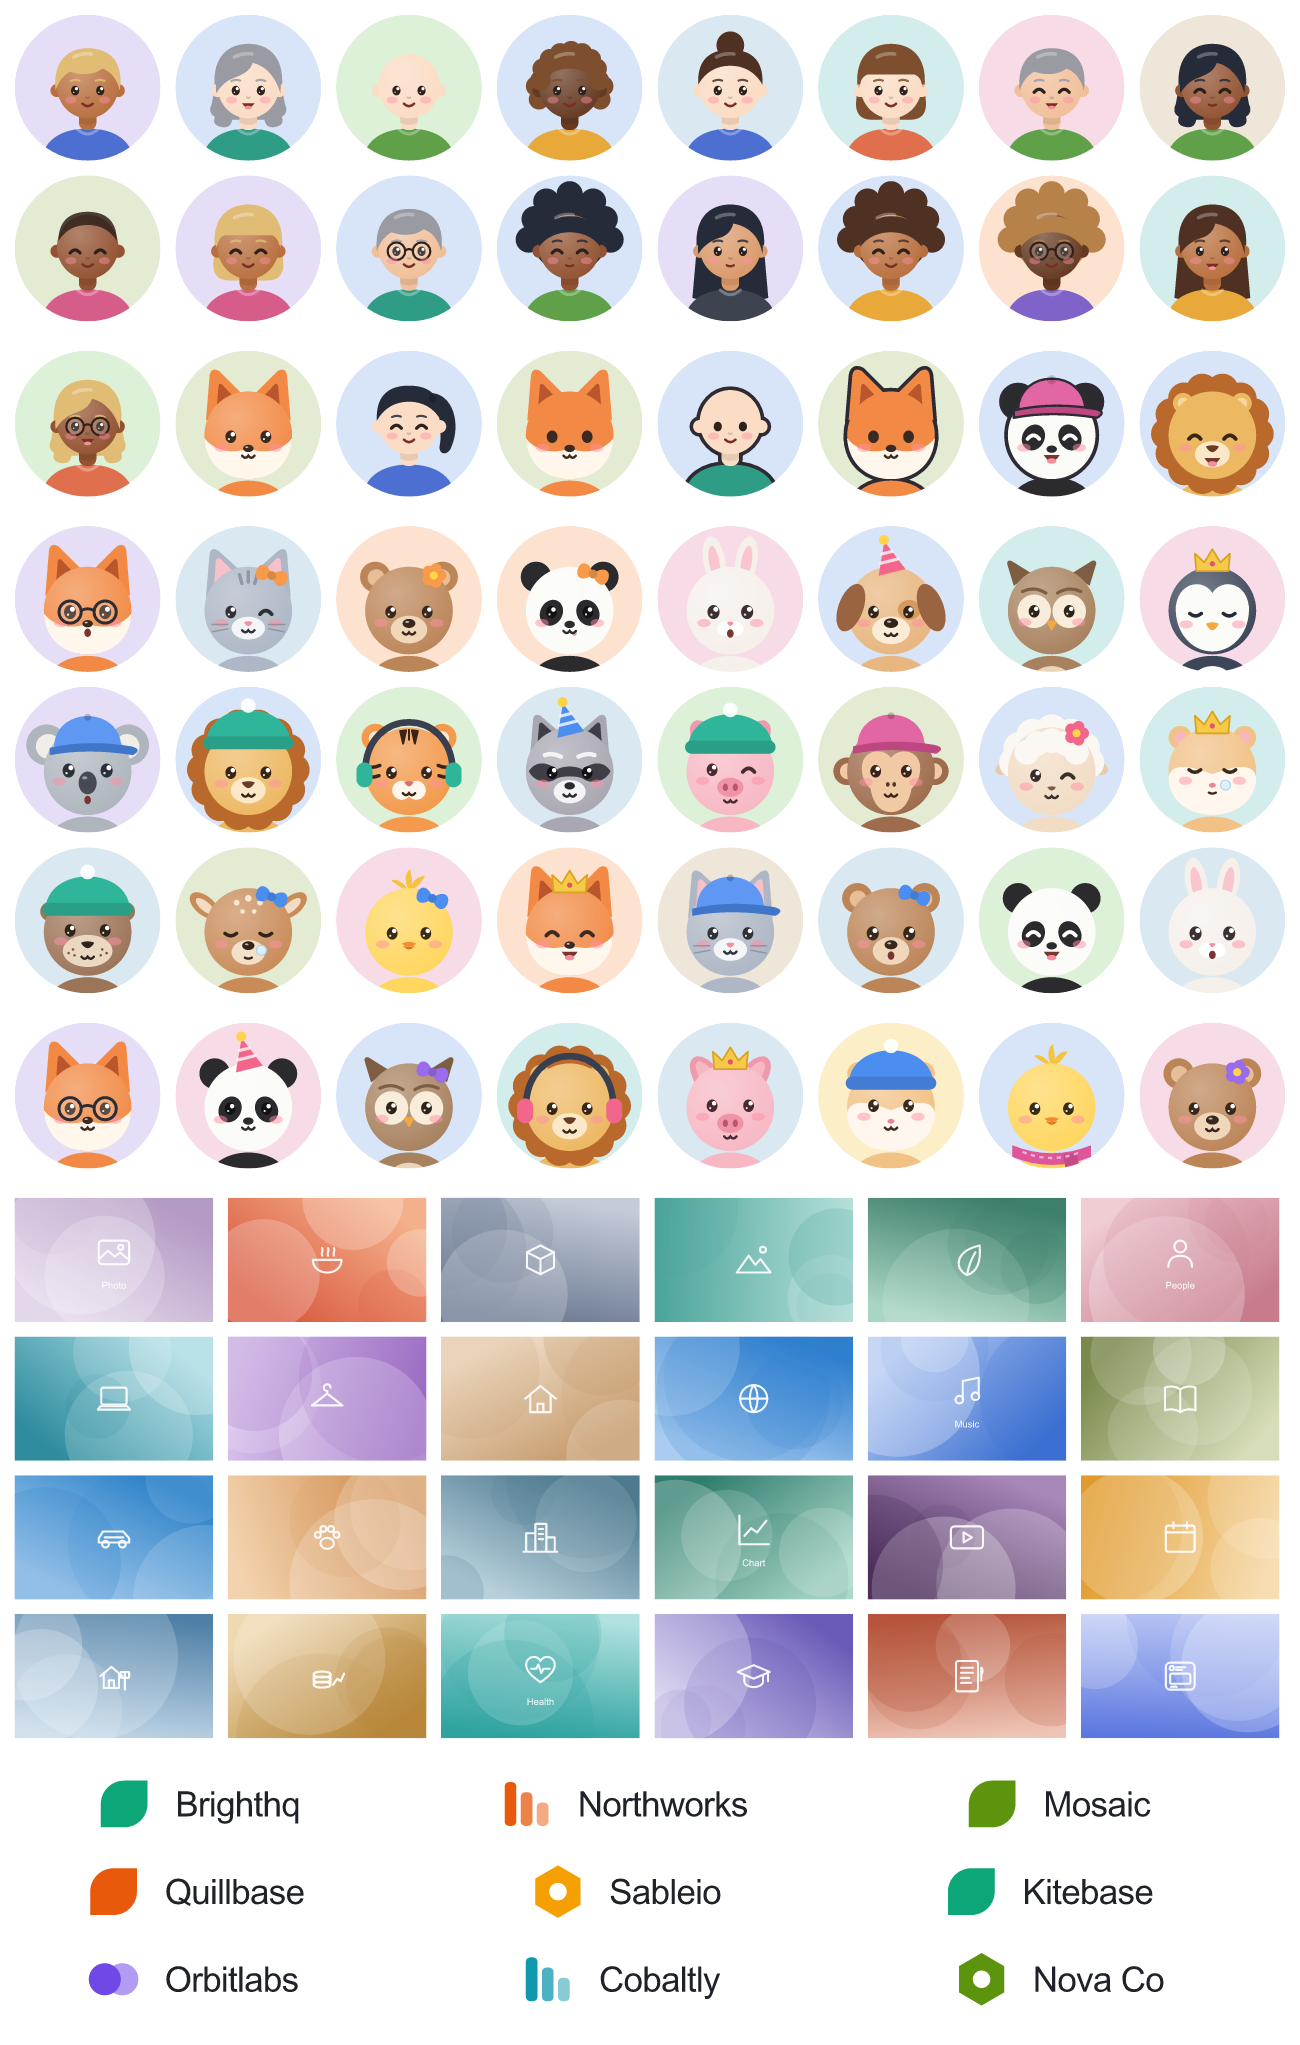 Photo
People
Music
Chart
Health
Brighthq
Northworks
Mosaic
Quillbase
Sableio
Kitebase
Orbitlabs
Cobaltly
Nova Co